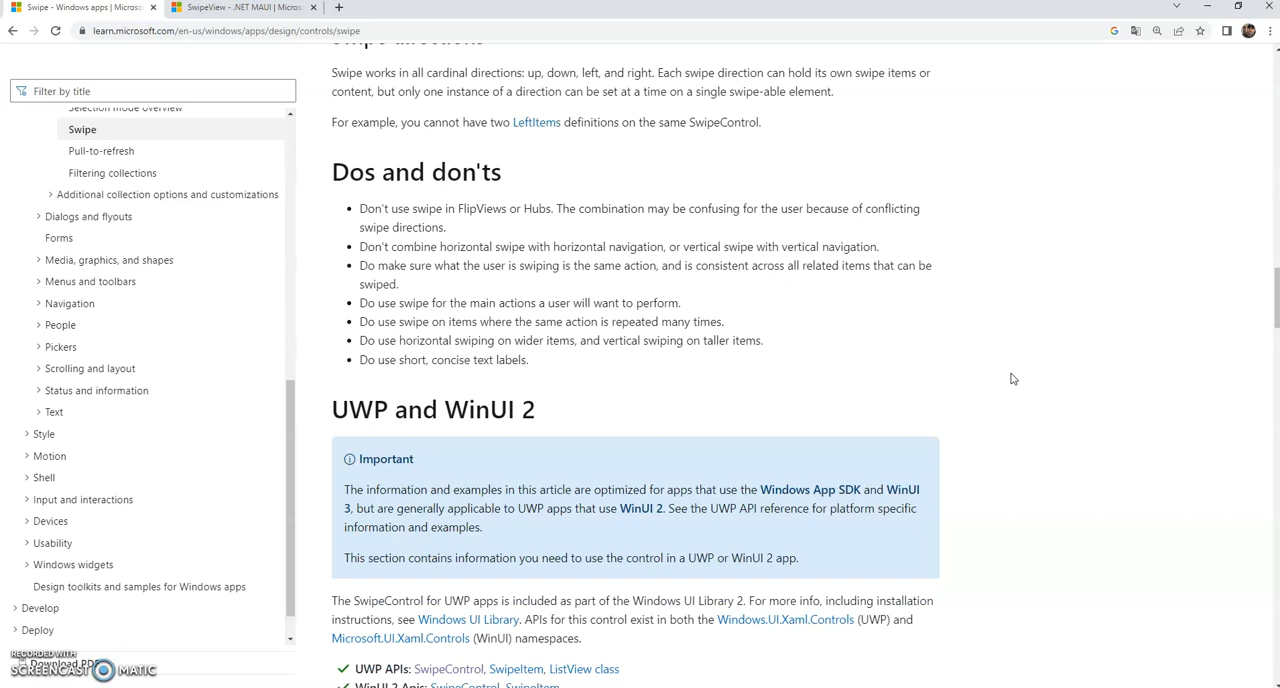 Swipe - Windows apps | Microso
SwipeView - .NET MAUI | Micros
learn.microsoft.com/en-us/windows/apps/design/controls/swipe
Filter by title
Selection mode overview
Swipe
Pull-to-refresh
Filtering collections
Additional collection options and customizations
Dialogs and flyouts
Forms
Media, graphics, and shapes
Menus and toolbars
Navigation
People
Pickers
Scrolling and layout
Status and information
Text
Style
Motion
Shell
Input and interactions
Devices
Usability
Windows widgets
Design toolkits and samples for Windows apps
Develop
Deploy
Download PDF
RECORDED WITH
SCREENCAST MATIC
Swipe directions
Swipe works in all cardinal directions: up, down, left, and right. Each swipe direction can hold its own swipe items or
content, but only one instance of a direction can be set at a time on a single swipe-able element.
For example, you cannot have two LeftItems definitions on the same SwipeControl.
Dos and don'ts
• Don't use swipe in FlipViews or Hubs. The combination may be confusing for the user because of conflicting
swipe directions.
• Don't combine horizontal swipe with horizontal navigation, or vertical swipe with vertical navigation.
• Do make sure what the user is swiping is the same action, and is consistent across all related items that can be
swiped.
• Do use swipe for the main actions a user will want to perform.
• Do use swipe on items where the same action is repeated many times.
• Do use horizontal swiping on wider items, and vertical swiping on taller items.
• Do use short, concise text labels.
UWP and WinUI 2
Important
The information and examples in this article are optimized for apps that use the Windows App SDK and WinUI
3, but are generally applicable to UWP apps that use WinUI 2. See the UWP API reference for platform specific
information and examples.
This section contains information you need to use the control in a UWP or WinUI 2 app.
The SwipeControl for UWP apps is included as part of the Windows UI Library 2. For more info, including installation
instructions, see Windows UI Library. APIs for this control exist in both the Windows.UI.Xaml.Controls (UWP) and
Microsoft.UI.Xaml.Controls (WinUI) namespaces.
✓ UWP APIs: SwipeControl, SwipeItem, ListView class
✓ WinUI 2 Apis: SwipeControl, SwipeItem